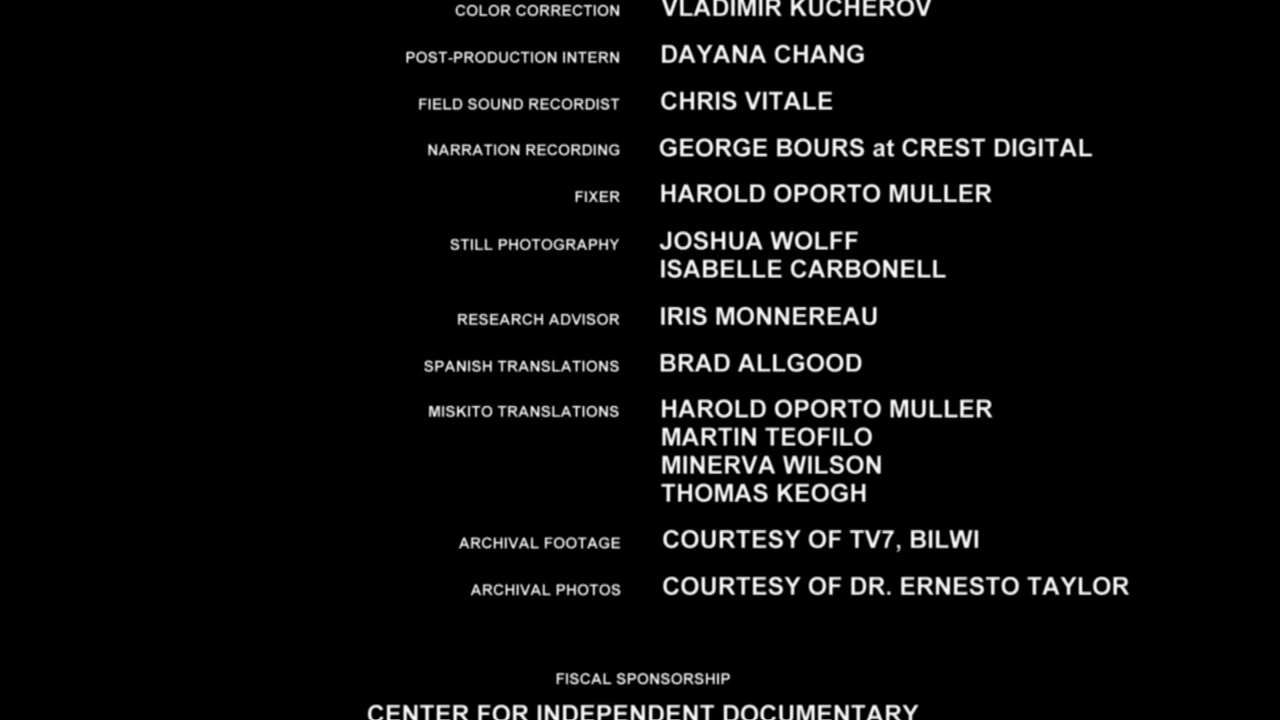 COLOR CORRECTION VLADIMIR KUCHEROV
POST-PRODUCTION INTERN DAYANA CHANG
FIELD SOUND RECORDIST CHRIS VITALE
NARRATION RECORDING GEORGE BOURS at CREST DIGITAL
FIXER HAROLD OPORTO MULLER
STILL PHOTOGRAPHY JOSHUA WOLFF
ISABELLE CARBONELL
RESEARCH ADVISOR IRIS MONNEREAU
SPANISH TRANSLATIONS BRAD ALLGOOD
MISKITO TRANSLATIONS HAROLD OPORTO MULLER
MARTIN TEOFILO
MINERVA WILSON
THOMAS KEOGH
ARCHIVAL FOOTAGE COURTESY OF TV7, BILWI
ARCHIVAL PHOTOS COURTESY OF DR. ERNESTO TAYLOR
FISCAL SPONSORSHIP
CENTER FOR INDEPENDENT DOCUMENTARY